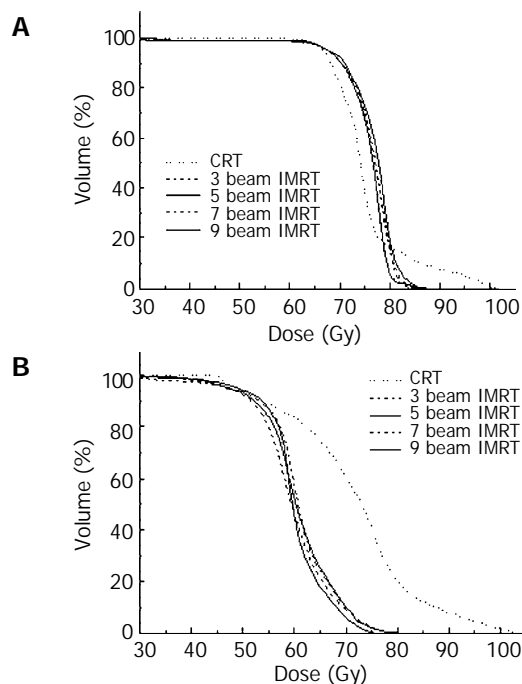 A
100
80
60
40
20
0
Volume (%)
CRT
3 beam IMRT
5 beam IMRT
7 beam IMRT
9 beam IMRT
30 40 50 60 70 80 90 100
Dose (Gy)
B
100
80
60
40
20
0
Volume (%)
CRT
3 beam IMRT
5 beam IMRT
7 beam IMRT
9 beam IMRT
30 40 50 60 70 80 90 100
Dose (Gy)